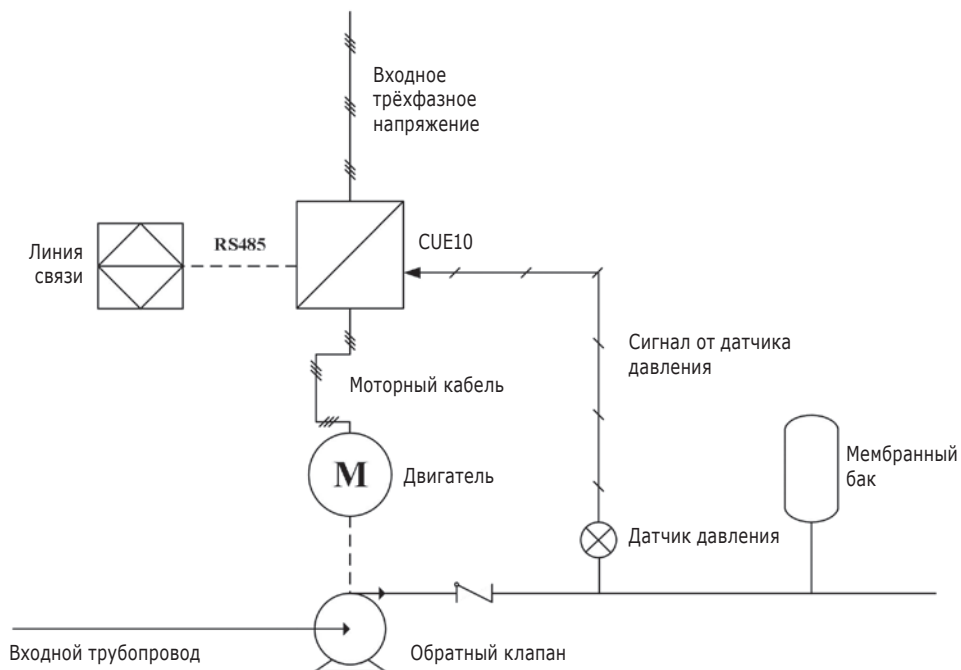 Входное
трёхфазное
напряжение
CUE10
RS485
Линия
связи
Сигнал от датчика
давления
Моторный кабель
M
Двигатель
Мембранный
бак
Датчик давления
Входной трубопровод
Обратный клапан